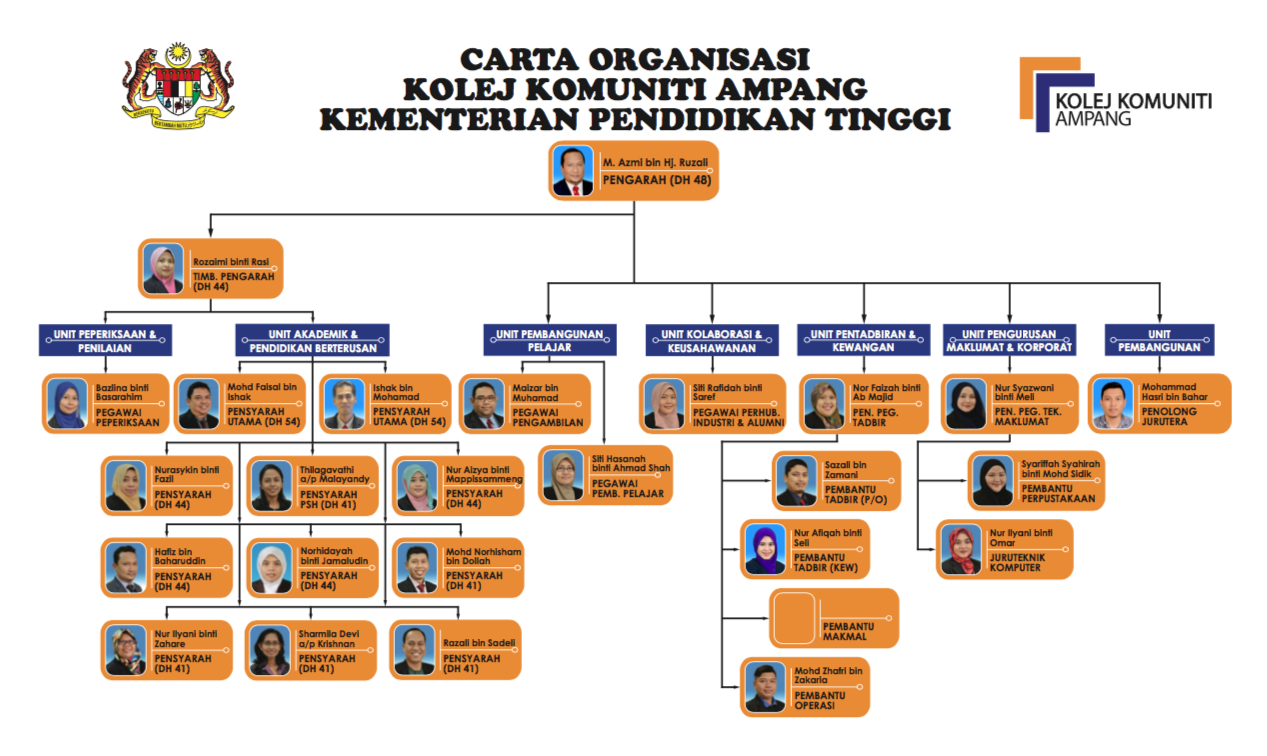 CARTA ORGANISASI
KOLEJ KOMUNITI AMPANG
KEMENTERIAN PENDIDIKAN TINGGI
KOLEJ KOMUNITI
AMPANG
M. Azmi bin Hj. Ruzali
PENGARAH (DH 48)
Rozaimi binti Rasi
TIMB. PENGARAH
(DH 44)
UNIT PEPERIKSAAN &
PENILAIAN
UNIT AKADEMIK &
PENDIDIKAN BERTERUSAN
UNIT PEMBANGUNAN
PELAJAR
UNIT KOLABORASI &
KEUSAHAWANAN
UNIT PENTADBIRAN &
KEWANGAN
UNIT PENGURUSAN
MAKLUMAT & KORPORAT
UNIT
PEMBANGUNAN
Bazlina binti
Basarahim
PEGAWAI
PEPERIKSAAN
Mohd Faisal bin
Ishak
PENSYARAH
UTAMA (DH 54)
Ishak bin
Mohamad
PENSYARAH
UTAMA (DH 54)
Maizar bin
Muhamad
PEGAWAI
PENGAMBILAN
Siti Rafidah binti
Saref
PEGAWAI PERHUB.
INDUSTRI & ALUMNI
Nor Faizah binti
Ab Majid
PEN. PEG.
TADBIR
Nur Syazwani
binti Meli
PEN. PEG. TEK.
MAKLUMAT
Mohammad
Hasri bin Bahar
PENOLONG
JURUTERA
Nurasykin binti
Fazil
PENSYARAH
(DH 44)
Thilagavathi
a/p Malayandy
PENSYARAH
PSH (DH 41)
Nur Aizya binti
Mappissammeng
PENSYARAH
(DH 44)
Siti Hasanah
binti Ahmad Shah
PEGAWAI
PEMB. PELAJAR
Sazali bin
Zamani
PEMBANTU
TADBIR (P/O)
Syariffah Syahirah
binti Mohd Sidik
PEMBANTU
PERPUSTAKAAN
Hafiz bin
Baharuddin
PENSYARAH
(DH 44)
Norhidayah
binti Jamaludin
PENSYARAH
(DH 44)
Mohd Norhisham
bin Dollah
PENSYARAH
(DH 41)
Nur Afiqah binti
Seli
PEMBANTU
TADBIR (KEW)
Nur Ilyani binti
Omar
JURUTEKNIK
KOMPUTER
PEMBANTU
MAKMAL
Nur Ilyani binti
Zahare
PENSYARAH
(DH 41)
Sharmila Devi
a/p Krishnan
PENSYARAH
(DH 41)
Razali bin Sadeli
PENSYARAH
(DH 41)
Mohd Zhafri bin
Zakaria
PEMBANTU
OPERASI